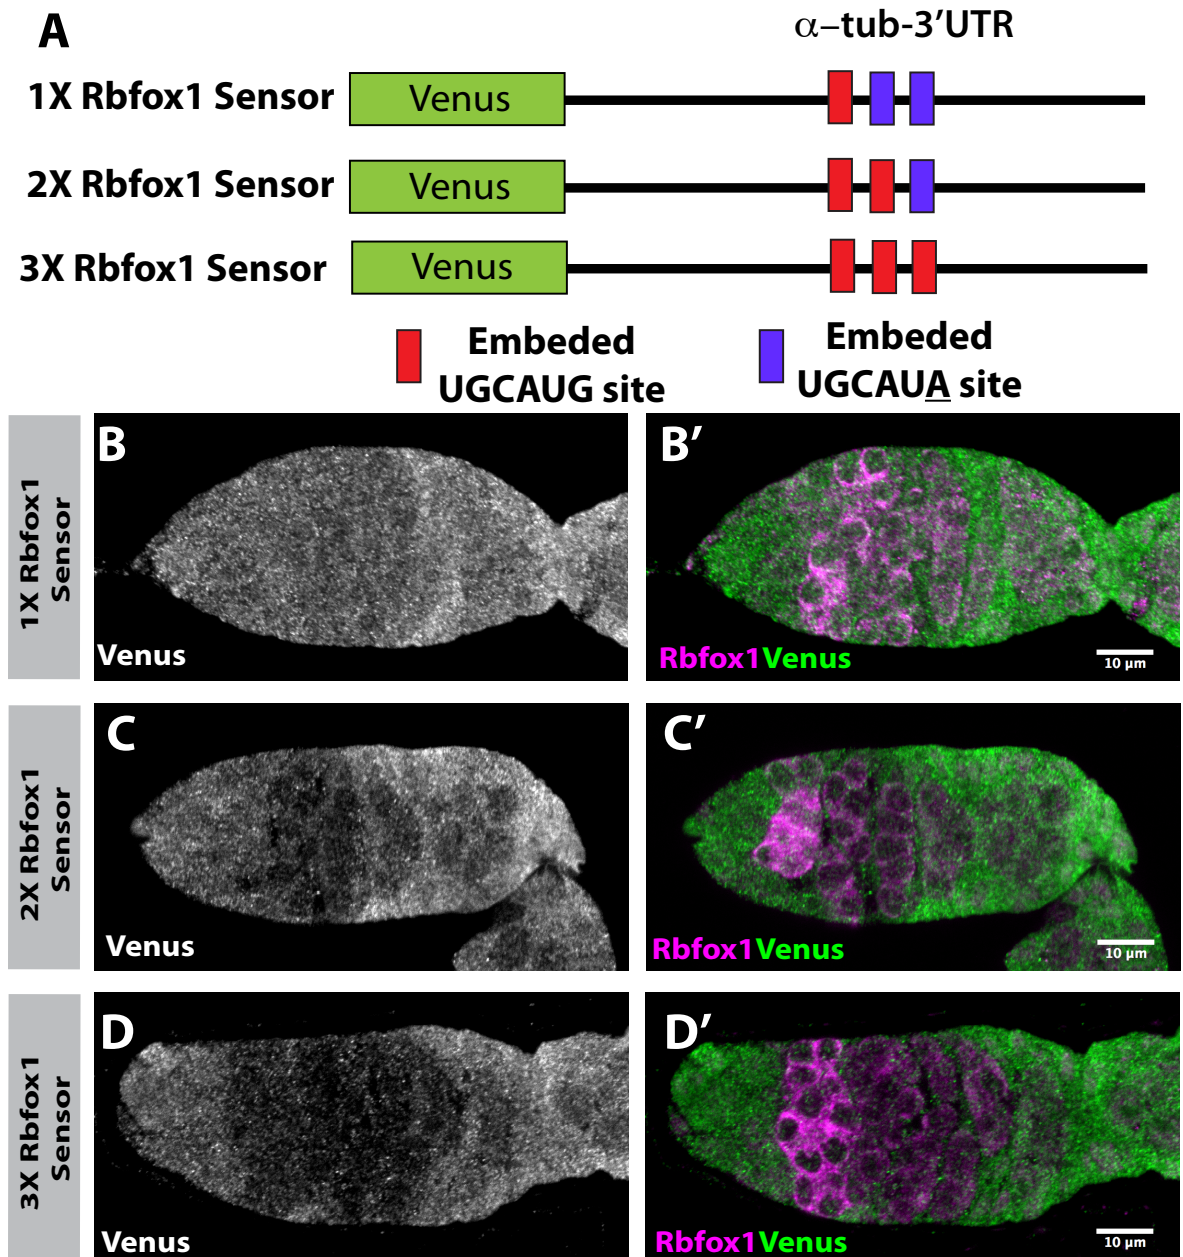 A
α–tub-3’UTR
1X Rbfox1 Sensor
Venus
2X Rbfox1 Sensor
Venus
3X Rbfox1 Sensor
Venus
Embeded
UGCAUG site
Embeded
UGCAUA site
1X Rbfox1
Sensor
B
Venus
B’
Rbfox1Venus
10 µm
2X Rbfox1
Sensor
C
Venus
C’
Rbfox1Venus
10 µm
3X Rbfox1
Sensor
D
Venus
D’
Rbfox1Venus
10 µm